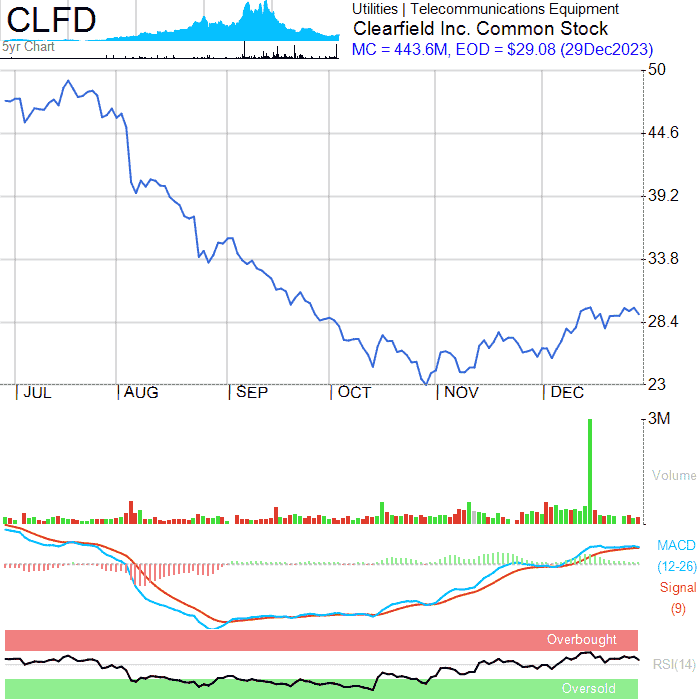 CLFD
5yr Chart
Utilities | Telecommunications Equipment
Clearfield Inc. Common Stock
MC = 443.6M, EOD = $29.08 (29Dec2023)
50
44.6
39.2
33.8
28.4
23
JUL AUG SEP OCT NOV DEC
3M
Volume
MACD
(12-26)
Signal
(9)
Overbought
RSI(14)
Oversold